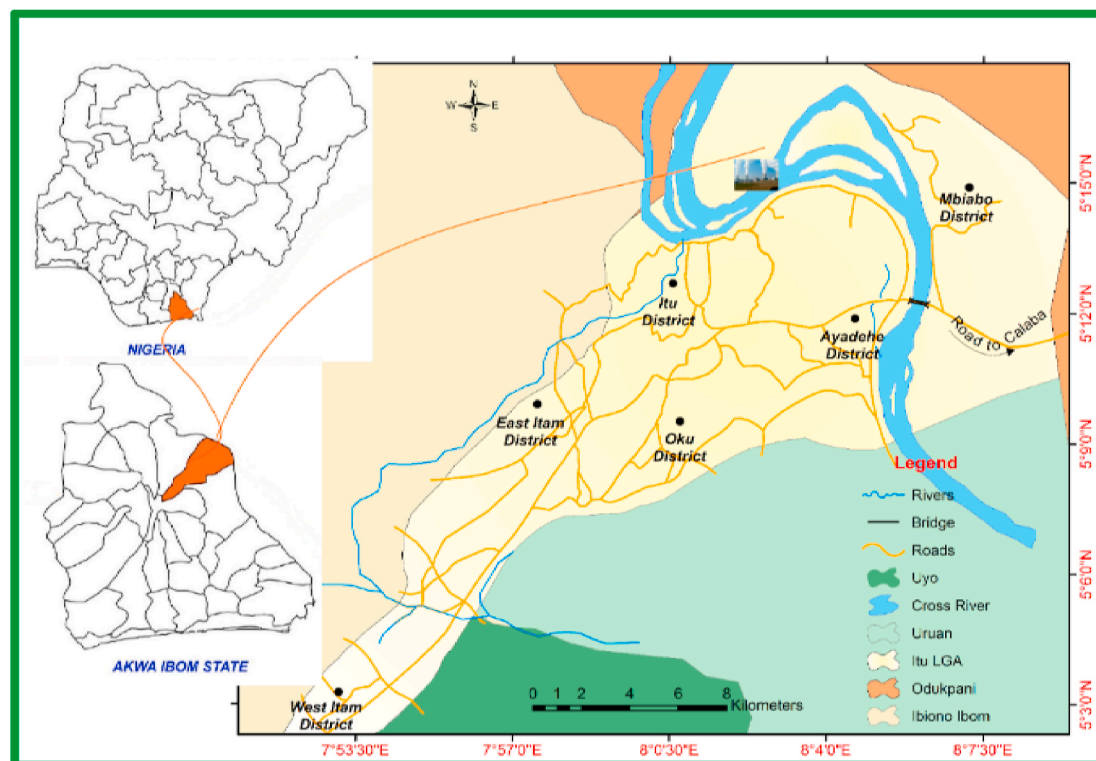 N
W E
S
NIGERIA
AKWA IBOM STATE
Mbiabo
District
Itu
District
Ayadehe
District
Road to Calaba
East Itam
District
Oku
District
West Itam
District
Legend
Rivers
Bridge
Roads
Uyo
Cross River
Uruan
Itu LGA
Odukpani
Ibiono Ibom
0 1 2 4 6 8
Kilometers
5°15'0"N
5°12'0"N
5°9'0"N
5°6'0"N
5°3'0"N
7°53'30"E 7°57'0"E 8°0'30"E 8°4'0"E 8°7'30"E